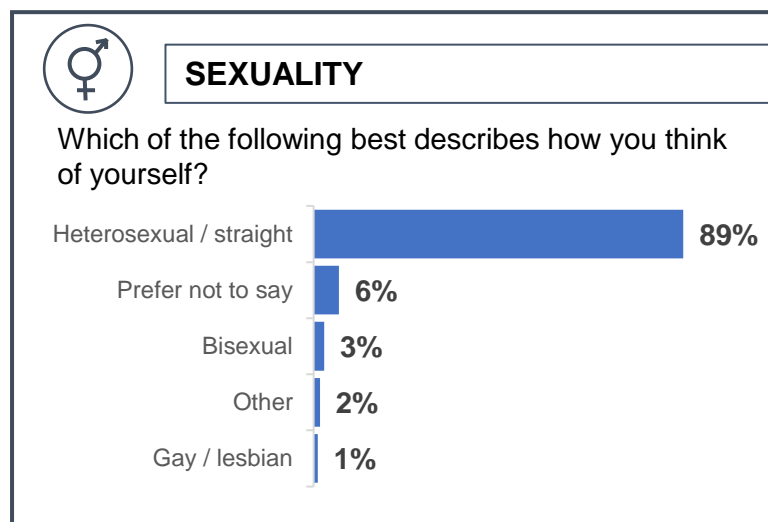 SEXUALITY
Which of the following best describes how you think
of yourself?
Heterosexual / straight 89%
Prefer not to say 6%
Bisexual 3%
Other 2%
Gay / lesbian 1%